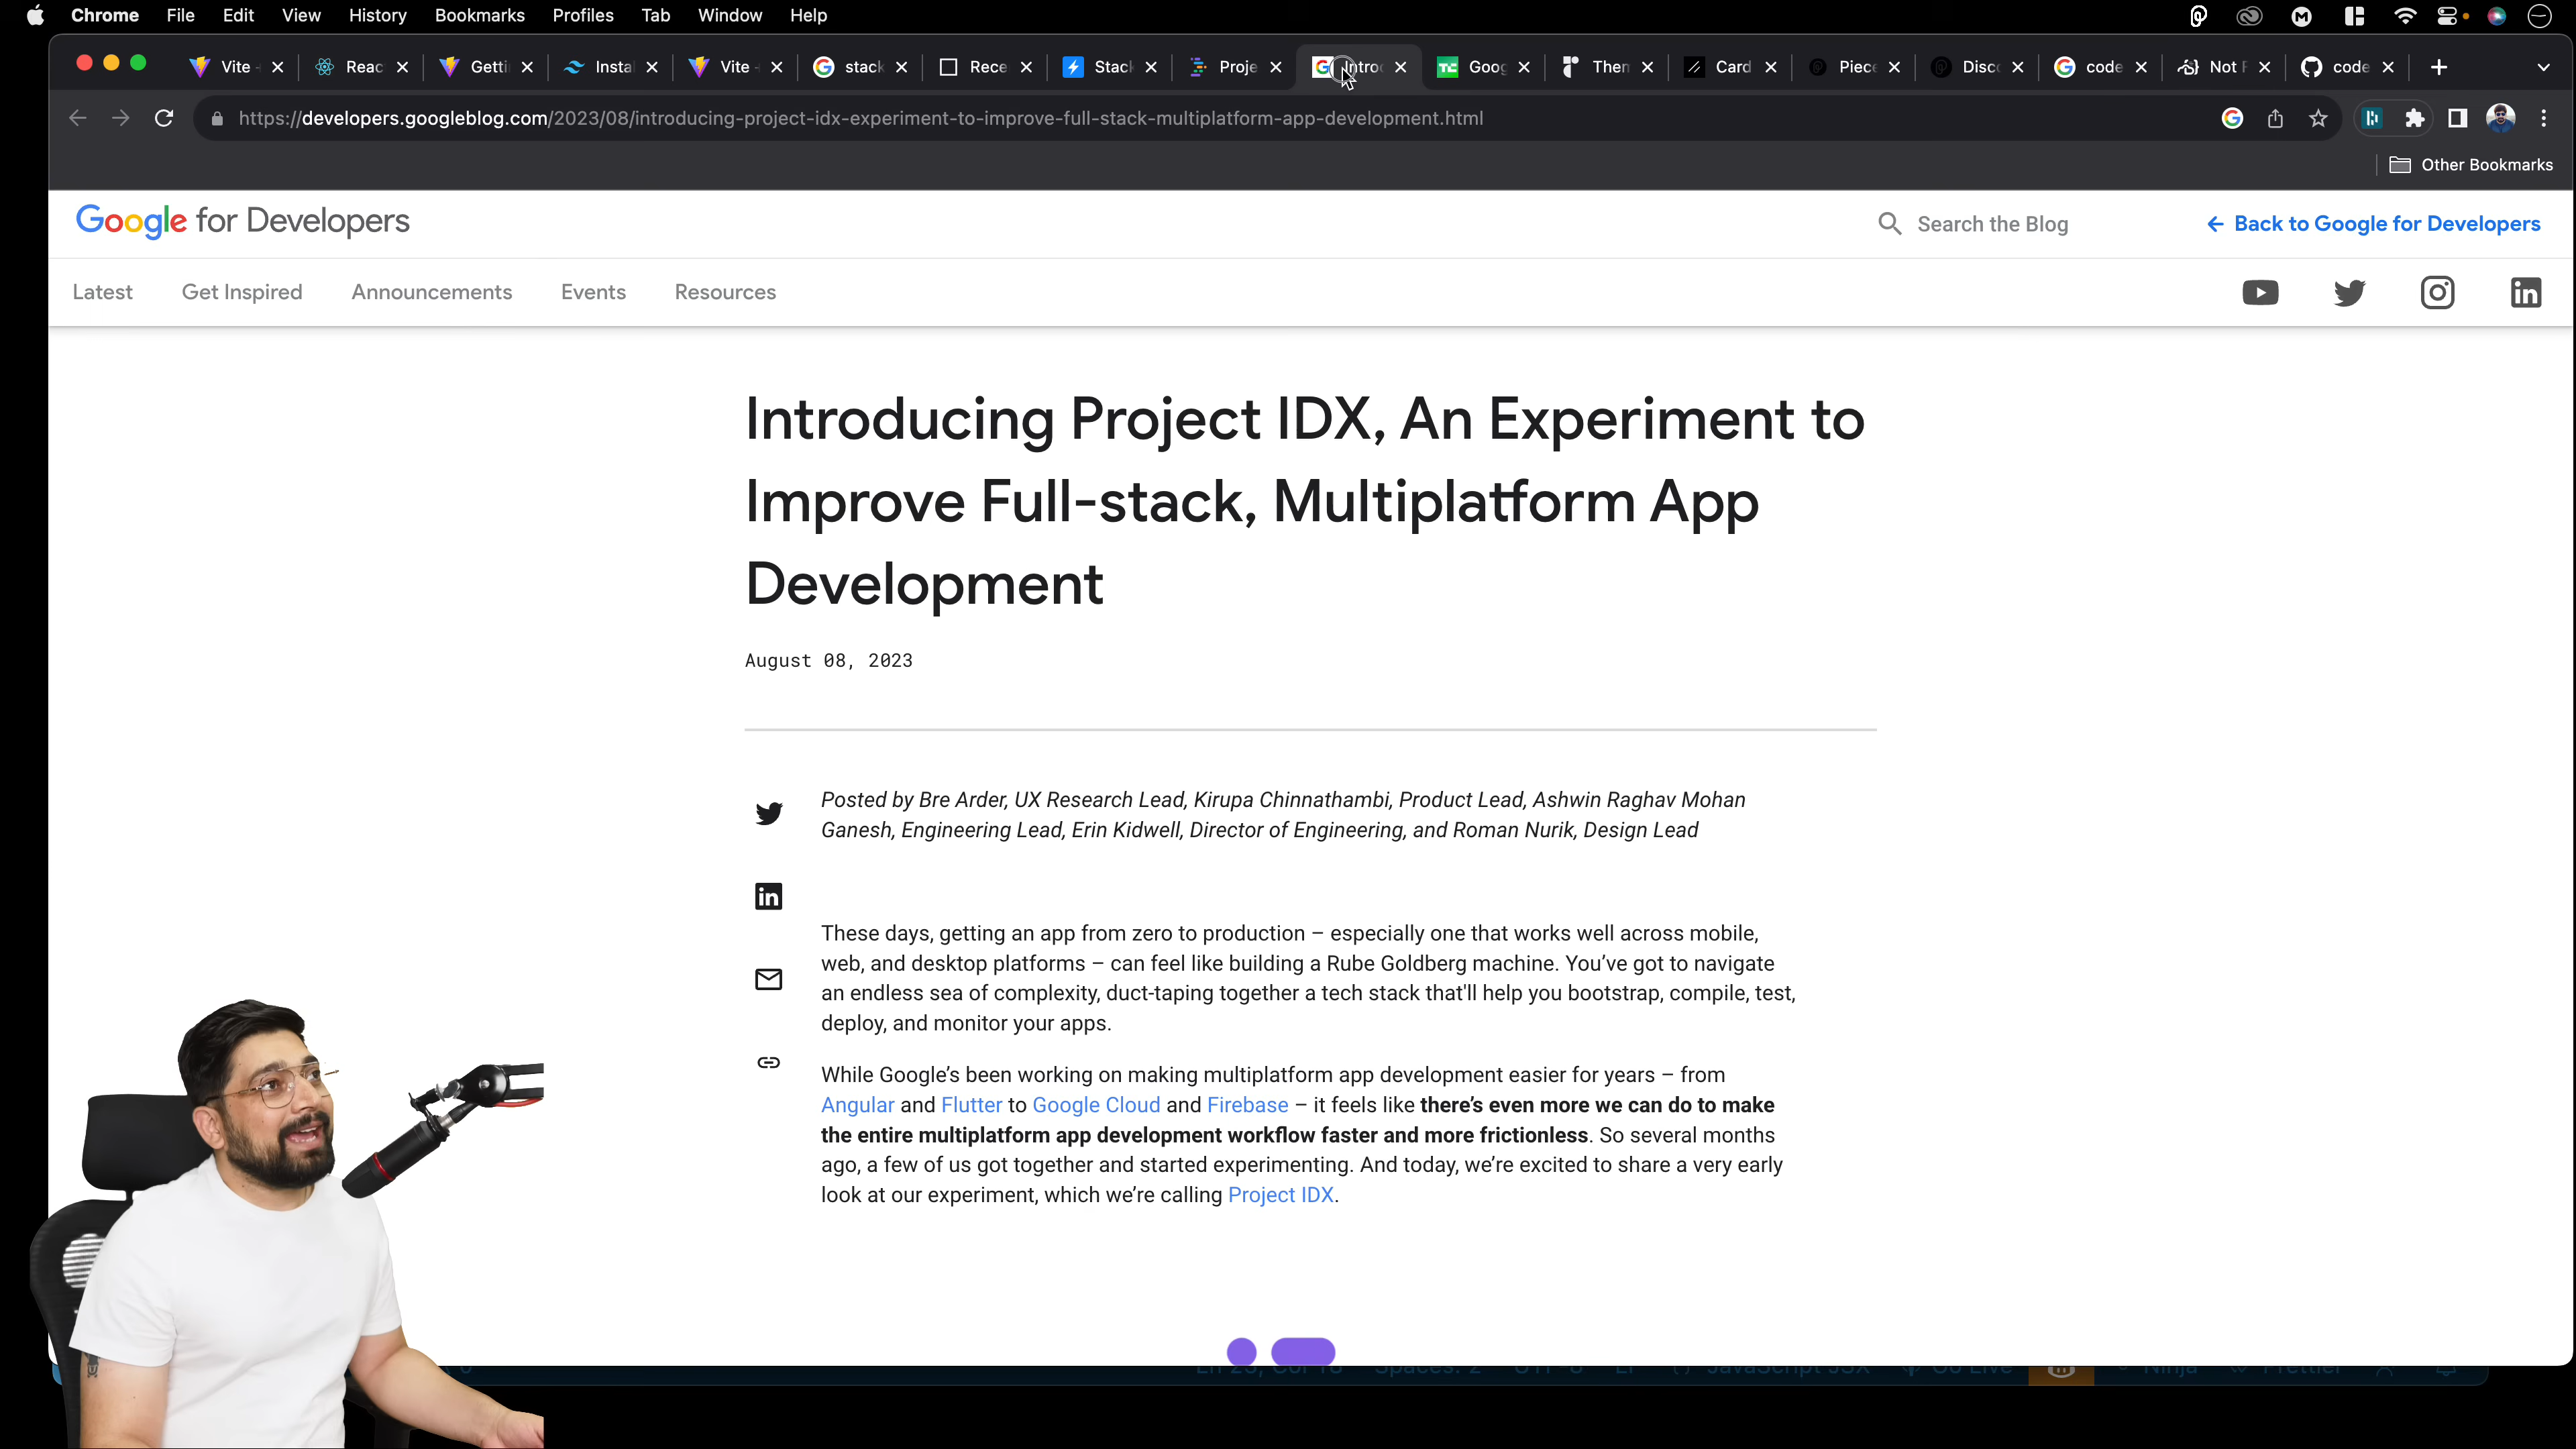 Chrome File Edit View History Bookmarks Profiles Tab Window Help
Vite Reac Getti Insta Vite stack Rece Stack Proje Intro Goog Then Card Piece Disco code Not F code
https://developers.googleblog.com/2023/08/introducing-project-idx-experiment-to-improve-full-stack-multiplatform-app-development.html
Other Bookmarks
Google for Developers
Search the Blog
← Back to Google for Developers
Latest Get Inspired Announcements Events Resources
Introducing Project IDX, An Experiment to
Improve Full-stack, Multiplatform App
Development
August 08, 2023
Posted by Bre Arder, UX Research Lead, Kirupa Chinnathambi, Product Lead, Ashwin Raghav Mohan
Ganesh, Engineering Lead, Erin Kidwell, Director of Engineering, and Roman Nurik, Design Lead
These days, getting an app from zero to production – especially one that works well across mobile,
web, and desktop platforms – can feel like building a Rube Goldberg machine. You’ve got to navigate
an endless sea of complexity, duct-taping together a tech stack that'll help you bootstrap, compile, test,
deploy, and monitor your apps.
While Google’s been working on making multiplatform app development easier for years – from
Angular and Flutter to Google Cloud and Firebase – it feels like there’s even more we can do to make
the entire multiplatform app development workflow faster and more frictionless. So several months
ago, a few of us got together and started experimenting. And today, we’re excited to share a very early
look at our experiment, which we’re calling Project IDX.